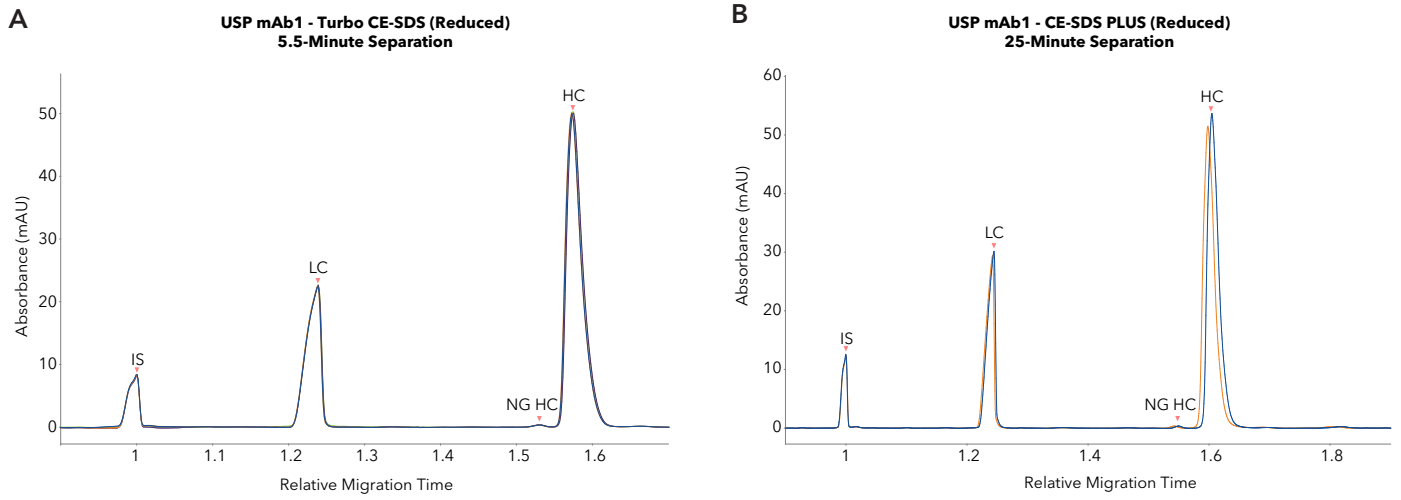 A
USP mAb1 - Turbo CE-SDS (Reduced)
5.5-Minute Separation
Absorbance (mAU)
50
40
30
20
10
0
IS
LC
NG HC
HC
1
1.1
1.2
1.3
1.4
1.5
1.6
Relative Migration Time
B
USP mAb1 - CE-SDS PLUS (Reduced)
25-Minute Separation
Absorbance (mAU)
60
50
40
30
20
10
0
IS
LC
NG HC
HC
1
1.2
1.4
1.6
1.8
Relative Migration Time